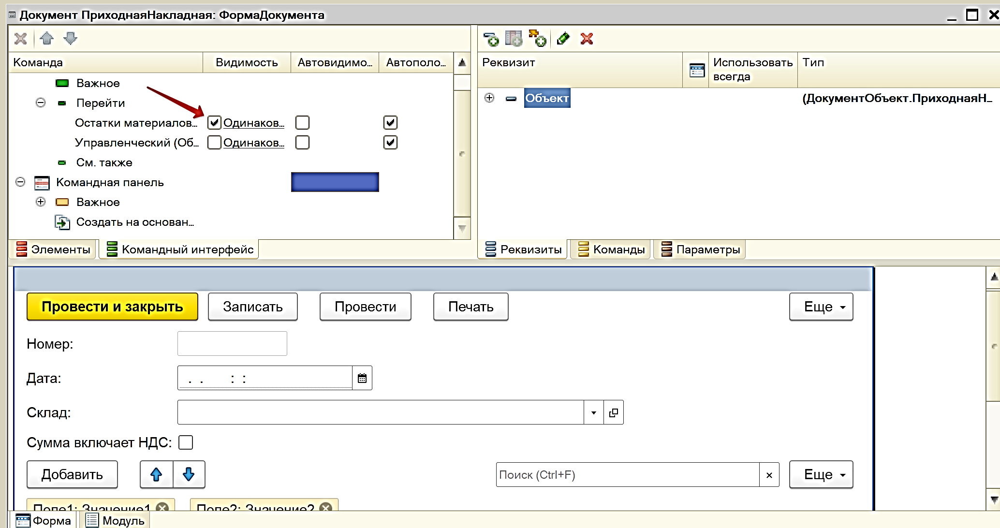 Документ ПриходнаяНакладная: ФормаДокумента
Команда Видимость Автовидимо... Автополо...
Важное
Перейти
Остатки материалов... Одинаков...
Управленческий (Об... Одинаков...
См. также
Командная панель
Важное
Создать на основан...
Элементы Командный интерфейс
Реквизит Использовать всегда Тип
Объект (ДокументОбъект.ПриходнаяН...
Реквизиты Команды Параметры
Провести и закрыть Записать Провести Печать Еще
Номер:
Дата: . . : :
Склад:
Сумма включает НДС:
Добавить Поиск (Ctrl+F) × Еще
Поле1: Значение1 Поле2: Значение2
Форма Модуль